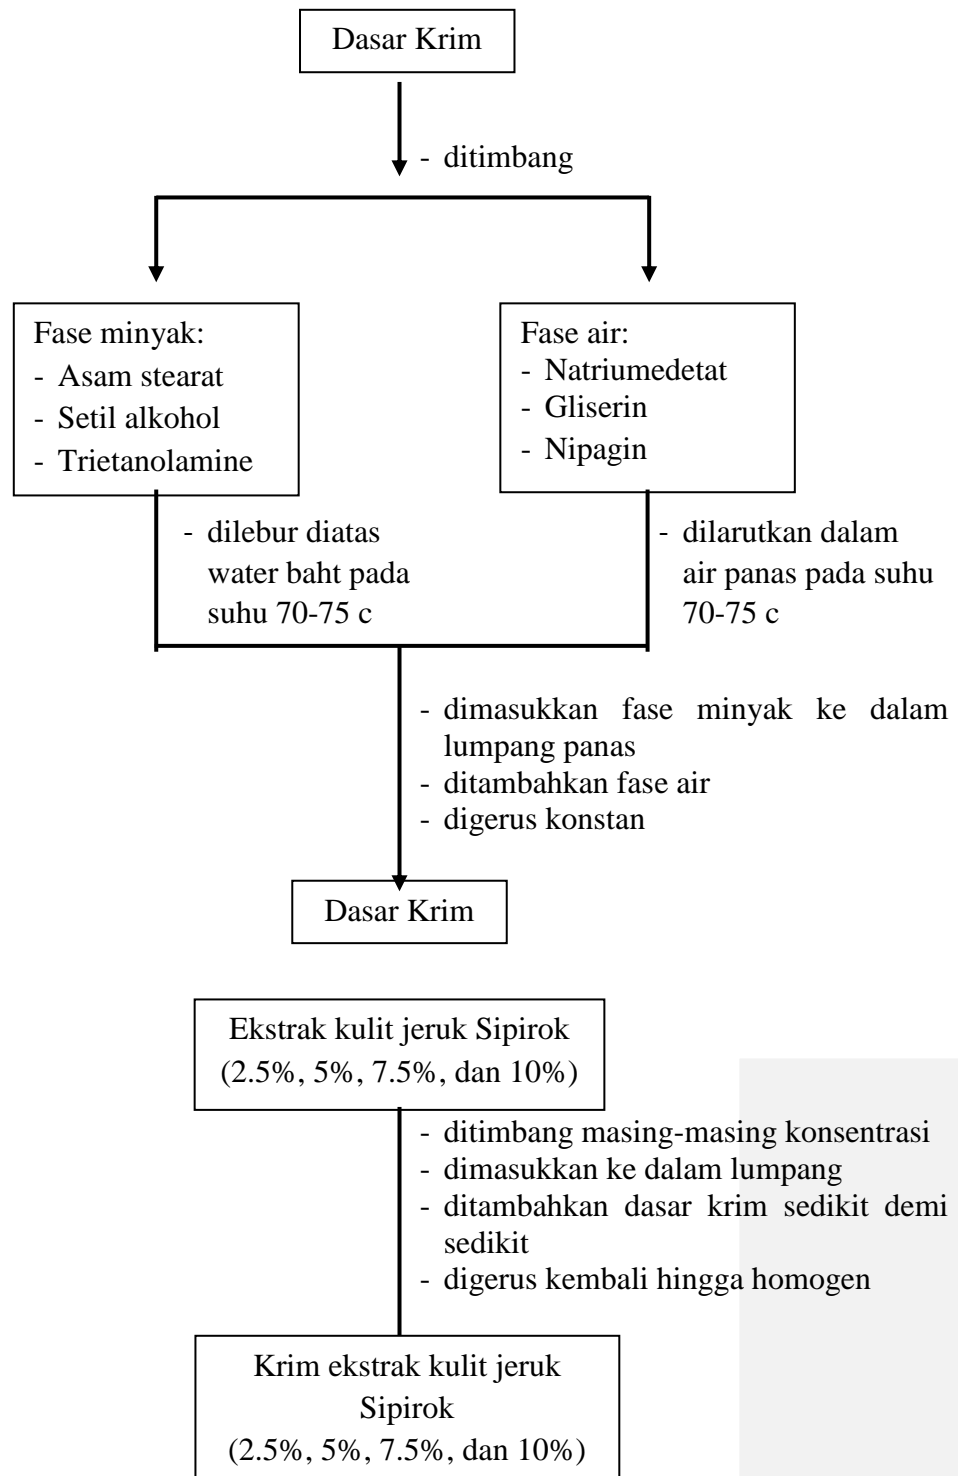 Dasar Krim
- ditimbang
Fase minyak:
- Asam stearat
- Setil alkohol
- Trietanolamine
Fase air:
- Natriumedetat
- Gliserin
- Nipagin
- dilebur diatas
water baht pada
suhu 70-75 c
- dilarutkan dalam
air panas pada suhu
70-75 c
- dimasukkan fase minyak ke dalam
lumpang panas
- ditambahkan fase air
- digerus konstan
Dasar Krim
Ekstrak kulit jeruk Sipirok
(2.5%, 5%, 7.5%, dan 10%)
- ditimbang masing-masing konsentrasi
- dimasukkan ke dalam lumpang
- ditambahkan dasar krim sedikit demi
sedikit
- digerus kembali hingga homogen
Krim ekstrak kulit jeruk
Sipirok
(2.5%, 5%, 7.5%, dan 10%)